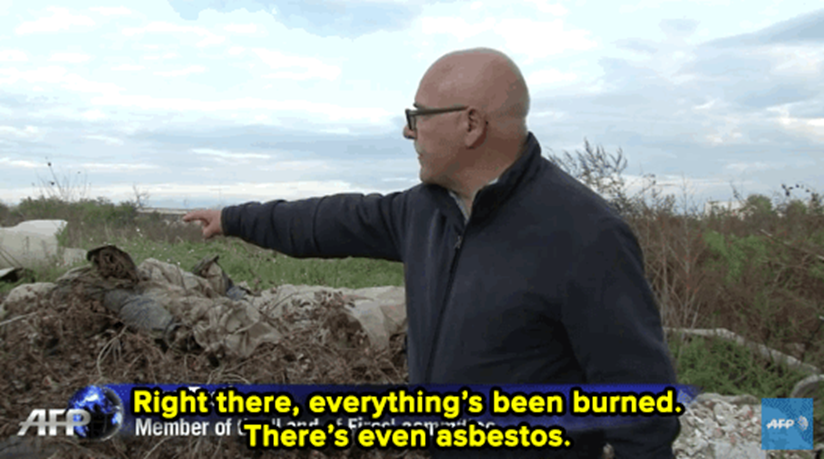 Right there, everything's been burned.
Member of
There's even asbestos.
AFP
AFP